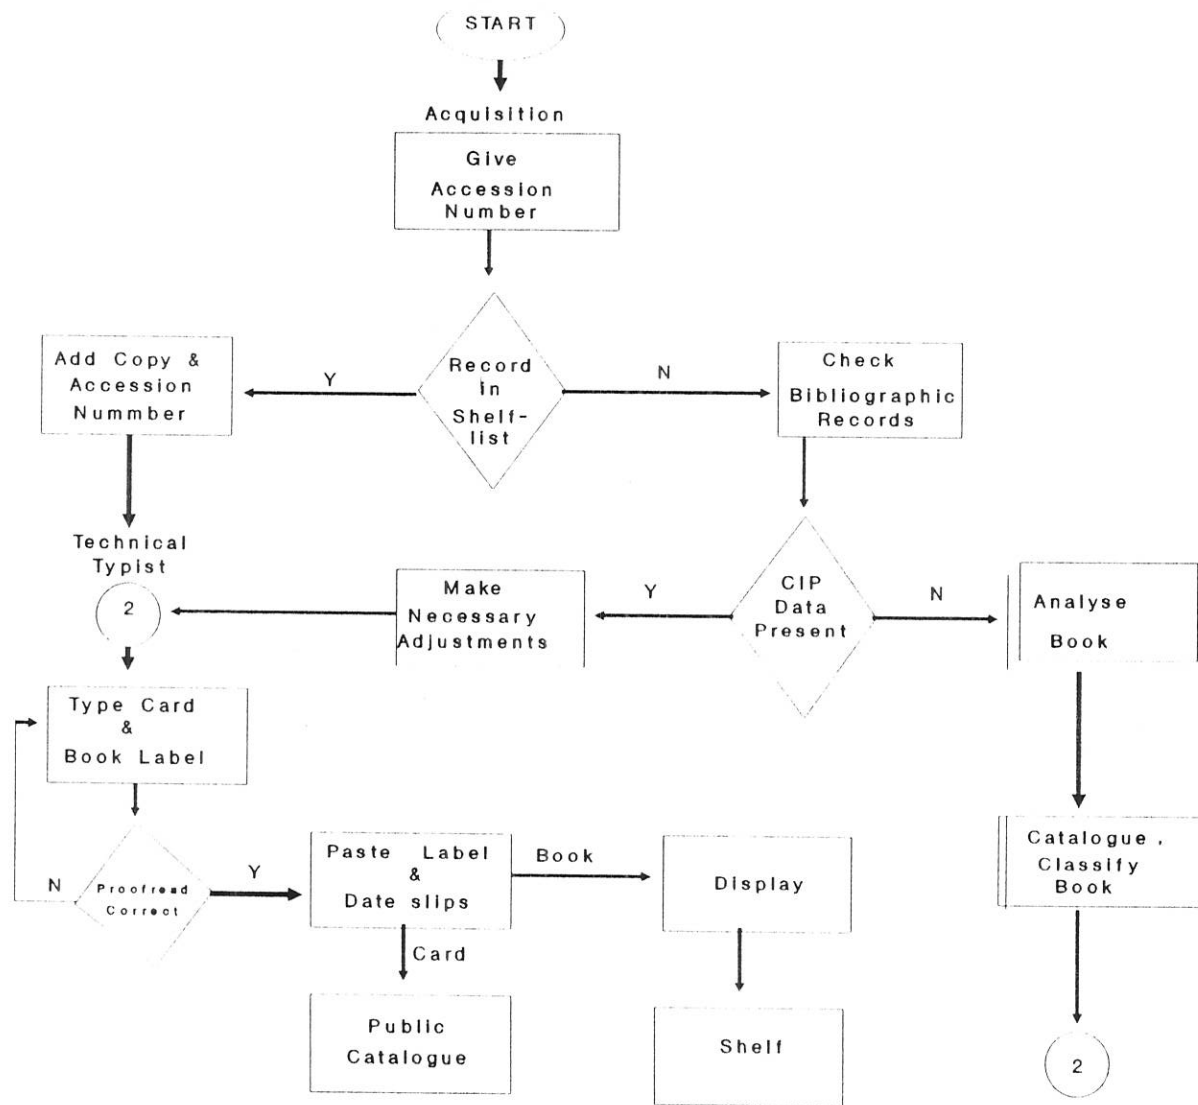 START
Acquisition
Give
Accession
Number
Add Copy &
Accession
Nummber
Y
Record
in
Shelf-
list
N
Check
Bibliographic
Records
Technical
Typist
2
Make
Necessary
Adjustments
Y
CIP
Data
Present
N
Analyse
Book
Type Card
&
Book Label
N
Proofread
Correct
Y
Paste Label
&
Date slips
Book
Display
Catalogue,
Classify
Book
Card
Public
Catalogue
Shelf
2